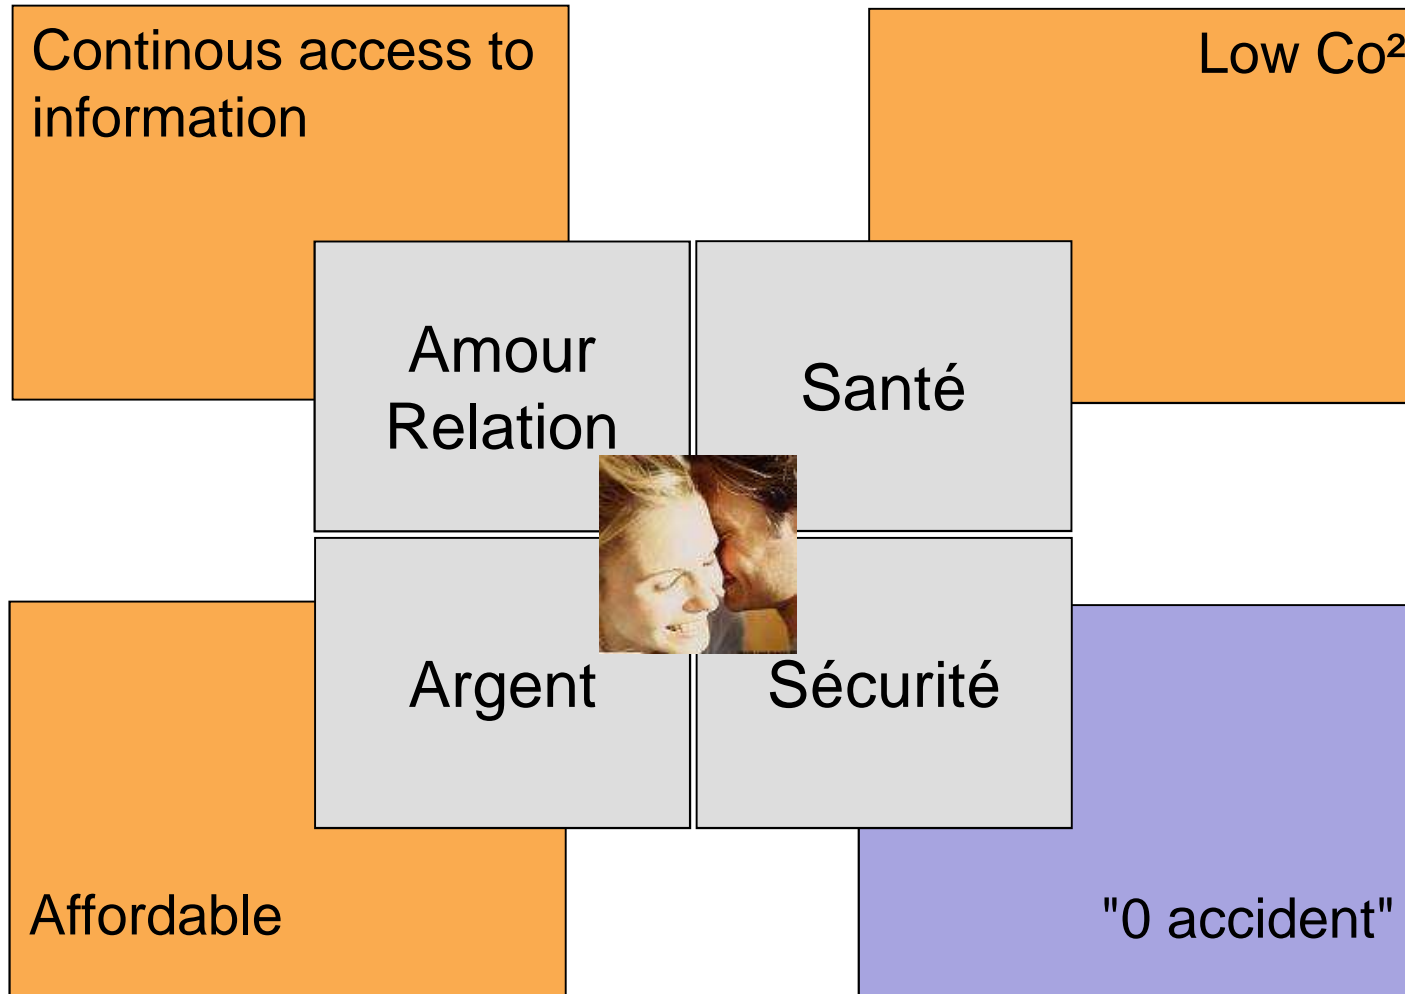 Continous access to
information
Low Co²
Amour
Relation
Santé
Argent
Sécurité
Affordable
"0 accident"